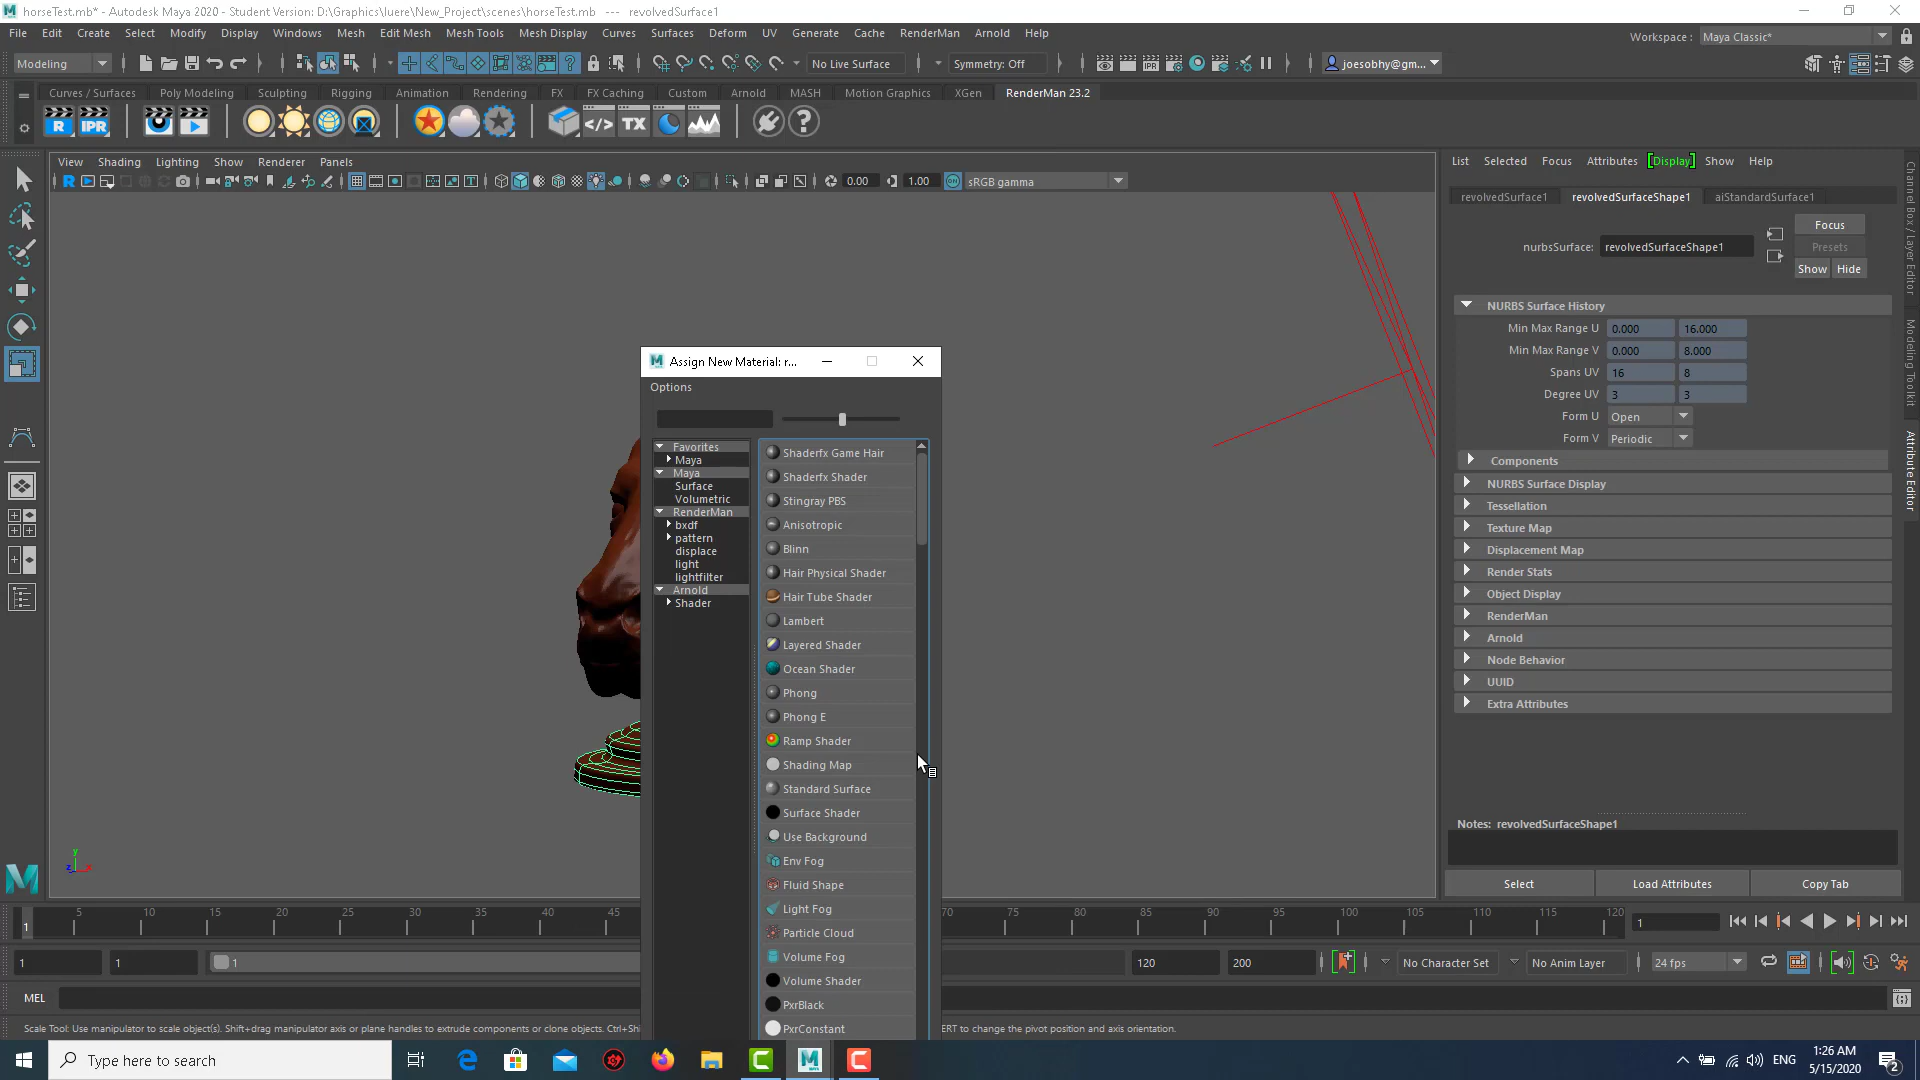 horseTest.mb* - Autodesk Maya 2020 - Student Version: D:\Graphics\luere\New_Project\scenes\horseTest.mb --- revolvedSurface1
File Edit Create Select Modify Display Windows Mesh Edit Mesh Mesh Tools Mesh Display Curves Surfaces Deform UV Generate Cache RenderMan Arnold Help
Workspace : Maya Classic*
Modeling No Live Surface Symmetry: Off joesobhy@gm...
Curves / Surfaces Poly Modeling Sculpting Rigging Animation Rendering FX FX Caching Custom Arnold MASH Motion Graphics XGen RenderMan 23.2
R IPR </> TX ?
View Shading Lighting Show Renderer Panels
0.00 1.00 sRGB gamma
List Selected Focus Attributes [Display] Show Help
revolvedSurface1 revolvedSurfaceShape1 aiStandardSurface1
nurbsSurface: revolvedSurfaceShape1
Focus
Presets
Show Hide
NURBS Surface History
Min Max Range U 0.000 16.000
Min Max Range V 0.000 8.000
Spans UV 16 8
Degree UV 3 3
Form U Open
Form V Periodic
Components
NURBS Surface Display
Tessellation
Texture Map
Displacement Map
Render Stats
Object Display
RenderMan
Arnold
Node Behavior
UUID
Extra Attributes
Notes: revolvedSurfaceShape1
Select Load Attributes Copy Tab
Channel Box / Layer Editor
Modeling Toolkit
Attribute Editor
Assign New Material: r...
Options
Favorites
Maya
Maya
Surface
Volumetric
RenderMan
bxdf
pattern
displace
light
lightfilter
Arnold
Shader
Shaderfx Game Hair
Shaderfx Shader
Stingray PBS
Anisotropic
Blinn
Hair Physical Shader
Hair Tube Shader
Lambert
Layered Shader
Ocean Shader
Phong
Phong E
Ramp Shader
Shading Map
Standard Surface
Surface Shader
Use Background
Env Fog
Fluid Shape
Light Fog
Particle Cloud
Volume Fog
Volume Shader
PxrBlack
PxrConstant
y
z x
1 5 10 15 20 25 30 35 40 45 70 75 80 85 90 95 100 105 110 115 120 1
1 1 1 120 200 No Character Set No Anim Layer 24 fps
MEL
Scale Tool: Use manipulator to scale object(s). Shift+drag manipulator axis or plane handles to extrude components or clone objects. Ctrl+Shi ERT to change the pivot position and axis orientation.
Type here to search
ENG
1:26 AM
5/15/2020
2